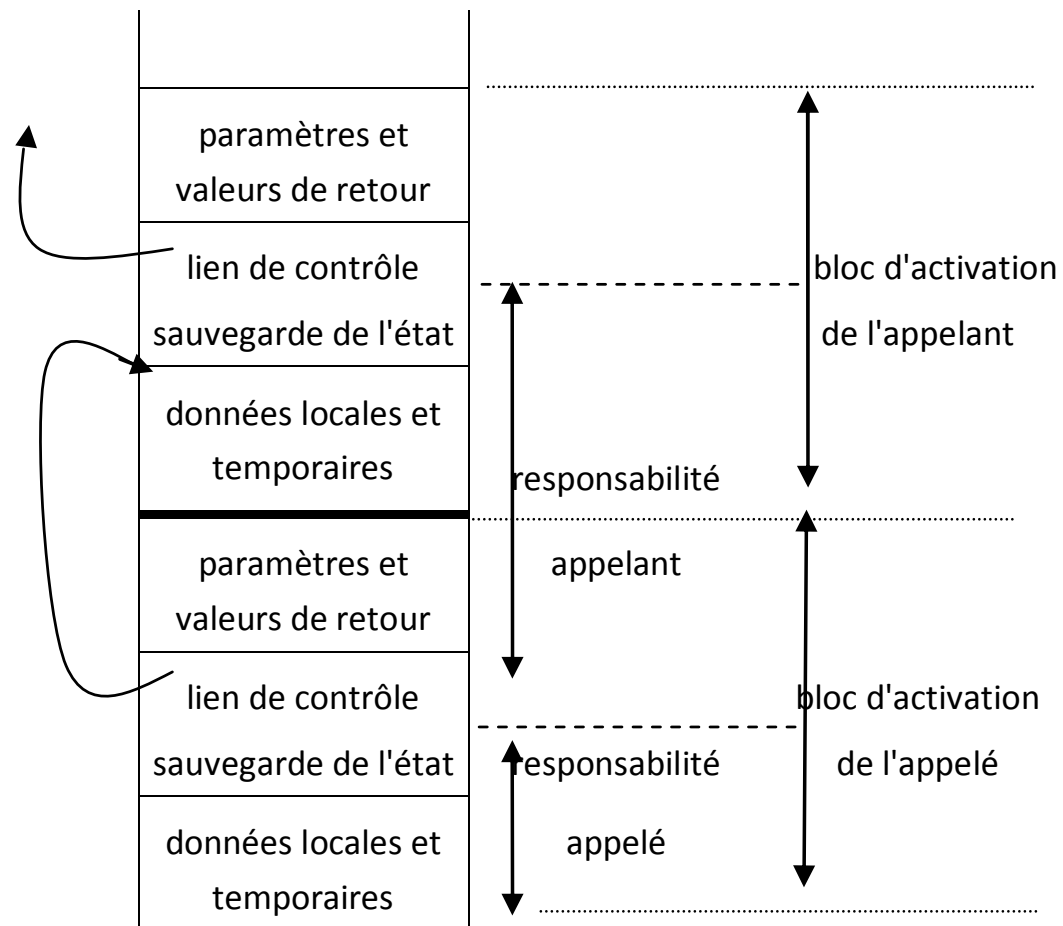 paramètres et
valeurs de retour
lien de contrôle
sauvegarde de l'état
données locales et
temporaires
paramètres et
valeurs de retour
lien de contrôle
sauvegarde de l'état
données locales et
temporaires
responsabilité
appelant
responsabilité
appelé
bloc d'activation
de l'appelant
bloc d'activation
de l'appelé